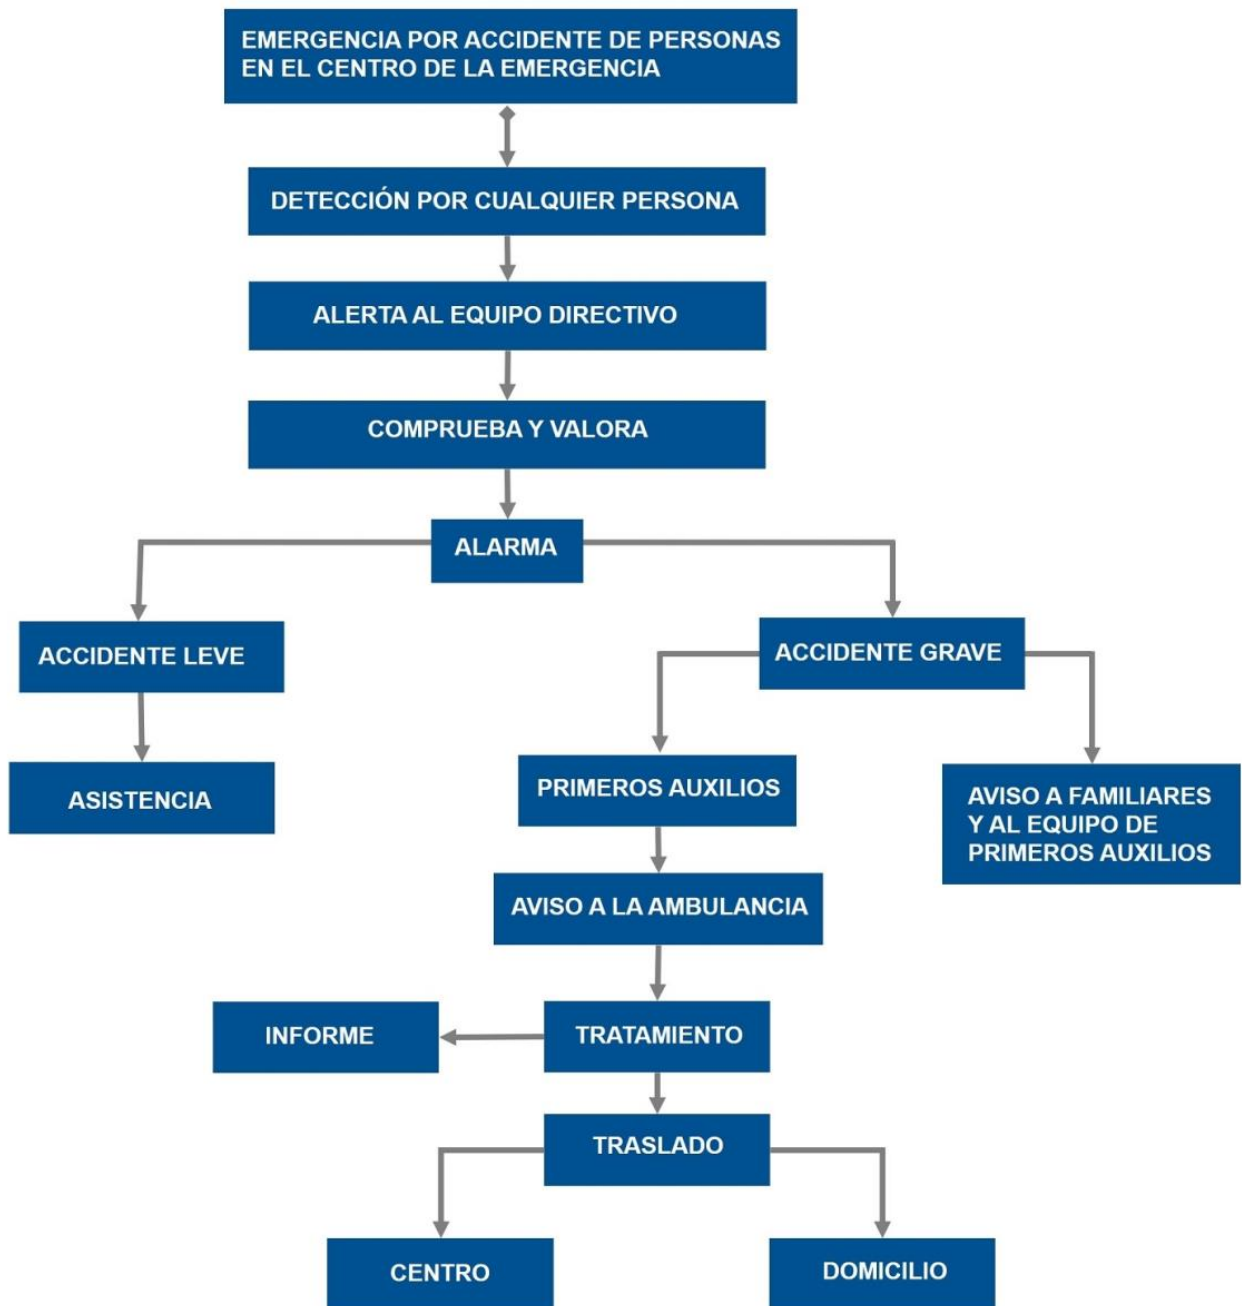 EMERGENCIA POR ACCIDENTE DE PERSONAS
EN EL CENTRO DE LA EMERGENCIA
DETECCIÓN POR CUALQUIER PERSONA
ALERTA AL EQUIPO DIRECTIVO
COMPRUEBA Y VALORA
ALARMA
ACCIDENTE LEVE
ACCIDENTE GRAVE
ASISTENCIA
PRIMEROS AUXILIOS
AVISO A FAMILIARES
Y AL EQUIPO DE
PRIMEROS AUXILIOS
AVISO A LA AMBULANCIA
INFORME
TRATAMIENTO
TRASLADO
CENTRO
DOMICILIO